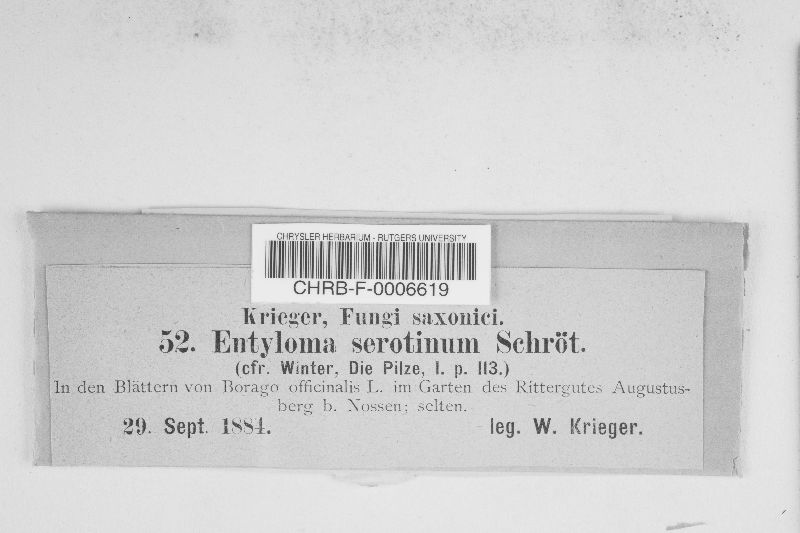 CHRYSLER HERBARIUM - RUTGERS UNIVERSITY
CHRB-F-0006619
Krieger, Fungi saxonici.
52. Entyloma serotinum Schröt.
(cfr. Winter, Die Pilze, I. p. 113.)
In den Blättern von Borago officinalis L. im Garten des Rittergutes Augustus-
berg b. Nossen; selten.
29. Sept. 1884. leg. W. Krieger.